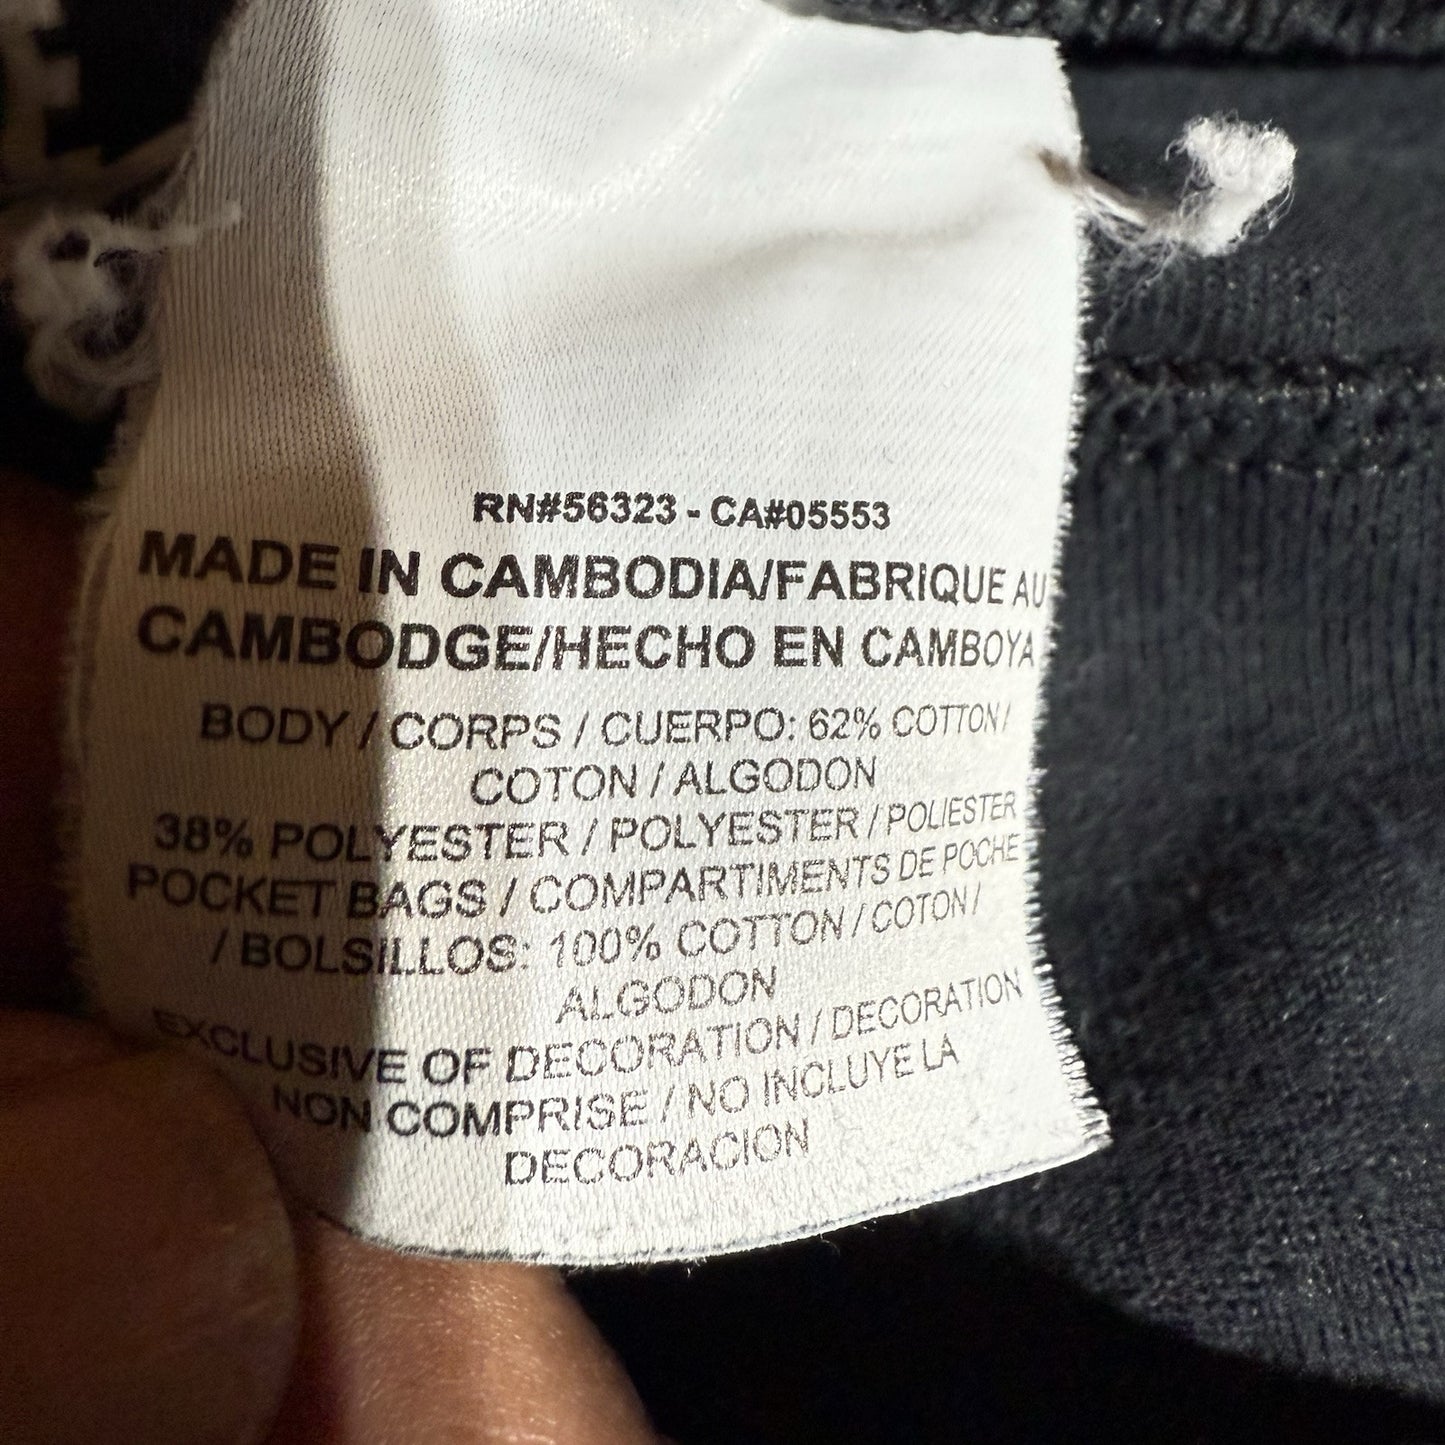 RN#56323 - CA#05553
MADE IN CAMBODIA/FABRIQUE AU
CAMBODGE/HECHO EN CAMBOYA
BODY / CORPS / CUERPO: 62% COTTON /
COTON / ALGODON
38% POLYESTER / POLYESTER / POLIESTER
POCKET BAGS / COMPARTIMENTS DE POCHE
/ BOLSILLOS: 100% COTTON / COTON /
ALGODON
EXCLUSIVE OF DECORATION / DECORATION
NON COMPRISE / NO INCLUYE LA
DECORACION